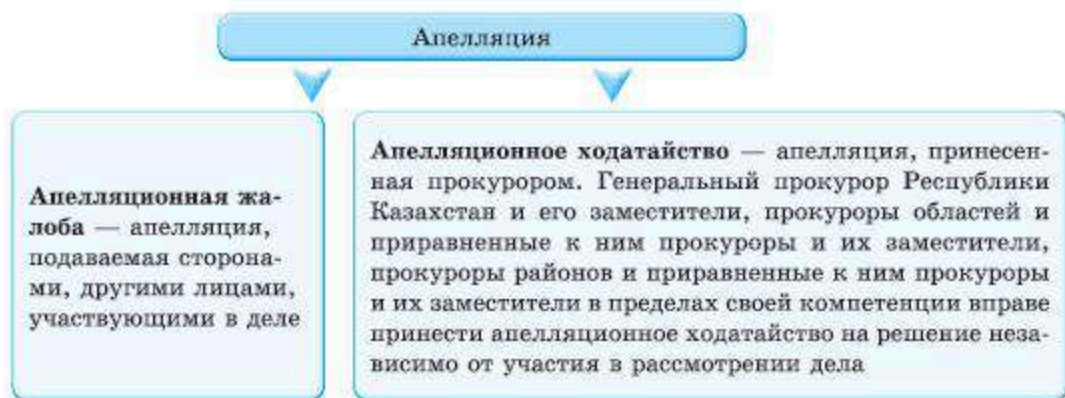 Апелляция
Апелляционная жа-
лоба — апелляция,
подаваемая сторона-
ми, другими лицами,
участвующими в деле
Апелляционное ходатайство — апелляция, принесен-
ная прокурором. Генеральный прокурор Республики
Казахстан и его заместители, прокуроры областей и
приравненные к ним прокуроры и их заместители,
прокуроры районов и приравненные к ним прокуроры
и их заместители в пределах своей компетенции вправе
принести апелляционное ходатайство на решение неза-
висимо от участия в рассмотрении дела